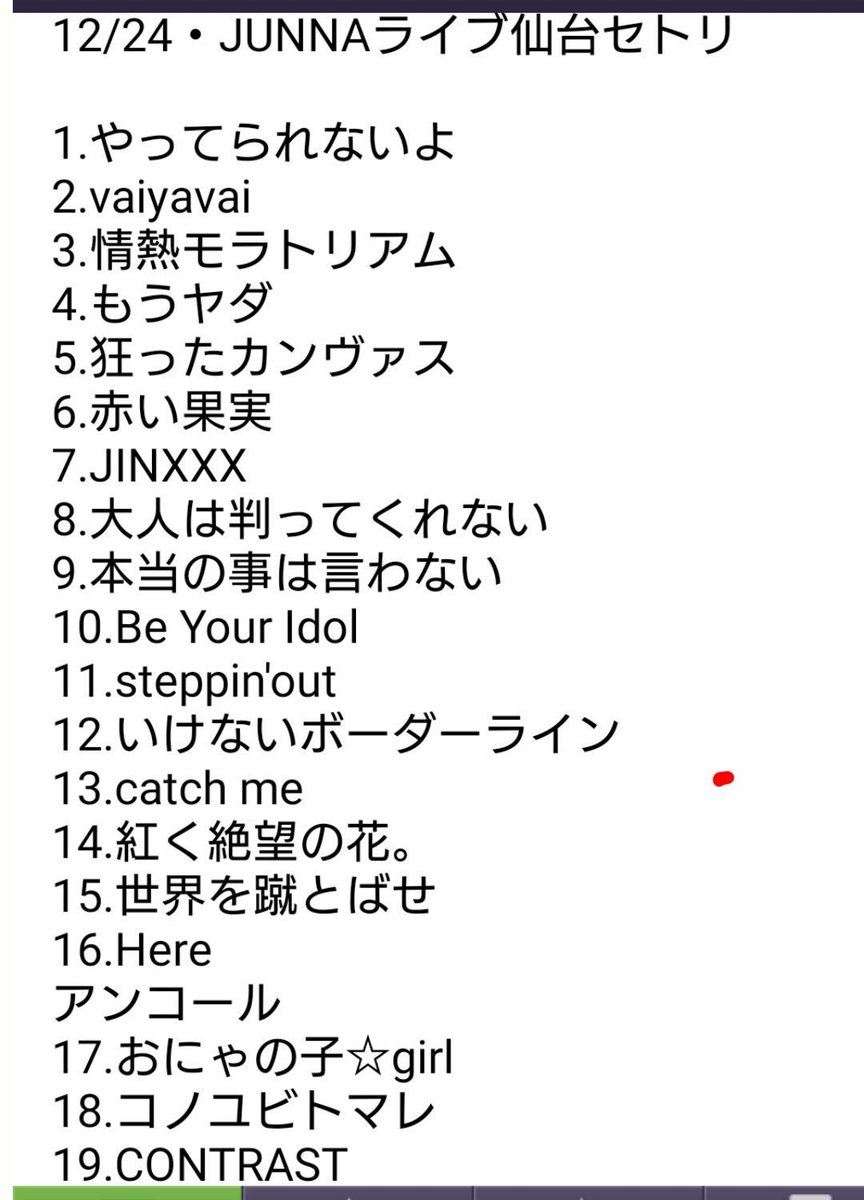 12/24・JUNNAライブ仙台セトリ
1.やってられないよ
2.vaiyavai
3.情熱モラトリアム
4.もうヤダ
5.狂ったカンヴァス
6.赤い果実
7.JINXXX
8.大人は判ってくれない
9.本当の事は言わない
10.Be Your Idol
11.steppin'out
12.いけないボーダーライン
13.catch me
14.紅く絶望の花。
15.世界を蹴とばせ
16.Here
アンコール
17.おにゃの子☆girl
18.コノユビトマレ
19.CONTRAST